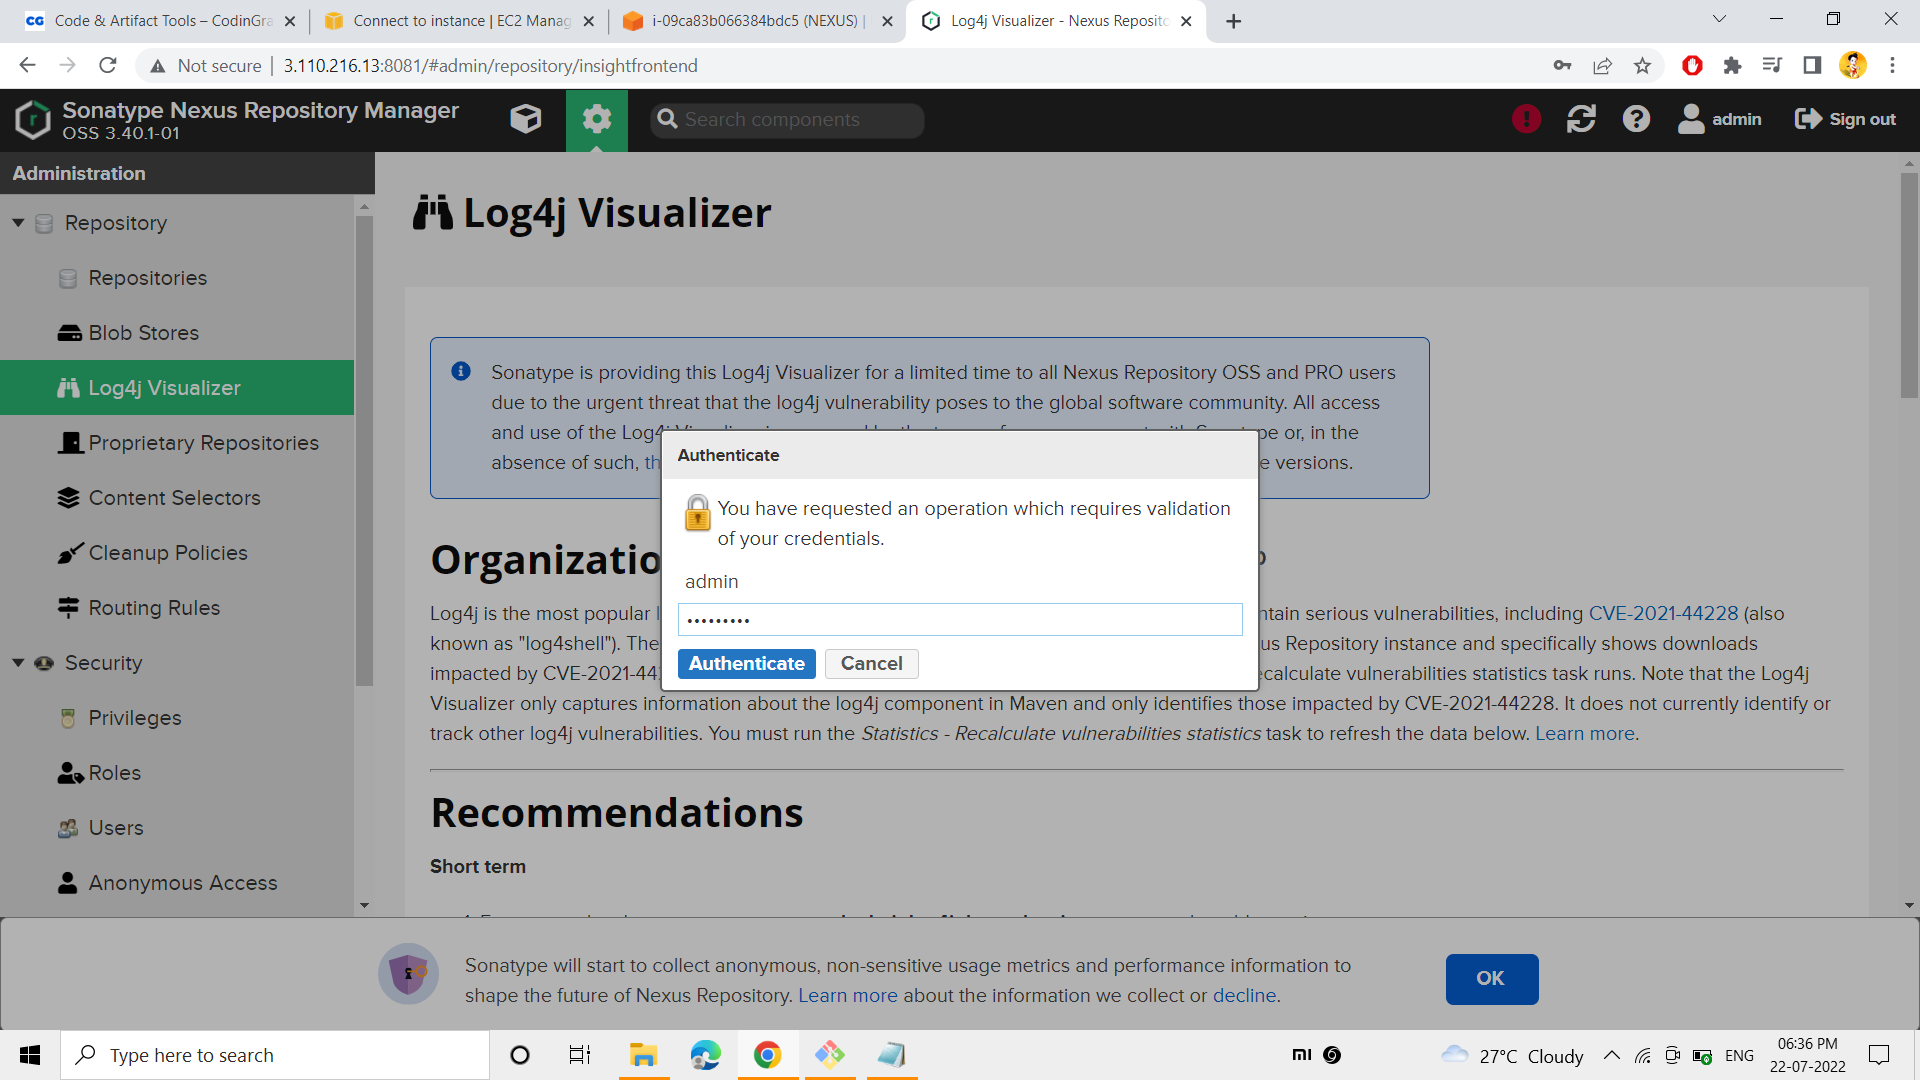 Code & Artifact Tools – CodinGra
Connect to instance | EC2 Manag
i-09ca83b066384bdc5 (NEXUS) |
Log4j Visualizer - Nexus Reposito
Not secure
3.110.216.13:8081/#admin/repository/insightfrontend
Sonatype Nexus Repository Manager
OSS 3.40.1-01
Search components
admin
Sign out
Administration
Repository
Repositories
Blob Stores
Log4j Visualizer
Proprietary Repositories
Content Selectors
Cleanup Policies
Routing Rules
Security
Privileges
Roles
Users
Anonymous Access
Log4j Visualizer
Sonatype is providing this Log4j Visualizer for a limited time to all Nexus Repository OSS and PRO users
due to the urgent threat that the log4j vulnerability poses to the global software community. All access
and use of the Log4 pe or, in the
absence of such, th e versions.
Authenticate
You have requested an operation which requires validation
of your credentials.
admin
•••••••••
Authenticate
Cancel
Organizatio
Log4j is the most popular ntain serious vulnerabilities, including CVE-2021-44228 (also
known as "log4shell"). The us Repository instance and specifically shows downloads
impacted by CVE-2021-44 ecalculate vulnerabilities statistics task runs. Note that the Log4j
Visualizer only captures information about the log4j component in Maven and only identifies those impacted by CVE-2021-44228. It does not currently identify or
track other log4j vulnerabilities. You must run the Statistics - Recalculate vulnerabilities statistics task to refresh the data below. Learn more.
Recommendations
Short term
Sonatype will start to collect anonymous, non-sensitive usage metrics and performance information to
shape the future of Nexus Repository. Learn more about the information we collect or decline.
OK
Type here to search
27°C Cloudy
ENG
06:36 PM
22-07-2022